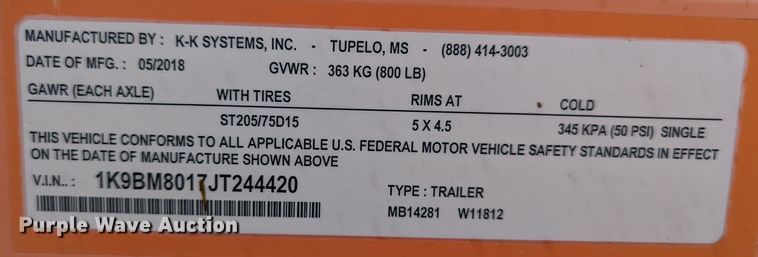 MANUFACTURED BY : K-K SYSTEMS, INC. - TUPELO, MS - (888) 414-3003
DATE OF MFG. : 05/2018 GVWR : 363 KG (800 LB)
GAWR (EACH AXLE) WITH TIRES RIMS AT COLD
ST205/75D15 5 X 4.5 345 KPA (50 PSI) SINGLE
THIS VEHICLE CONFORMS TO ALL APPLICABLE U.S. FEDERAL MOTOR VEHICLE SAFETY STANDARDS IN EFFECT
ON THE DATE OF MANUFACTURE SHOWN ABOVE
V.I.N.. : 1K9BM8017JT244420 TYPE : TRAILER
MB14281 W11812
Purple Wave Auction